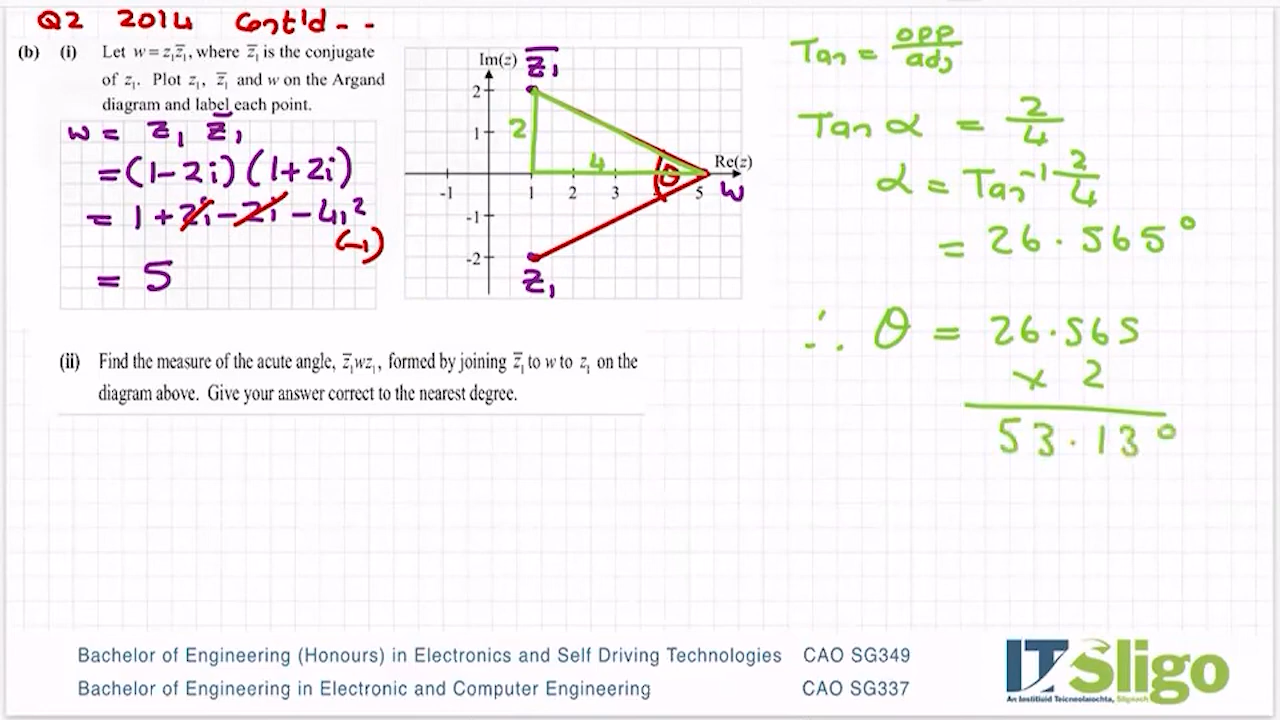 Q2 2014 Cont'd - -
(b) (i) Let w = z₁z̄₁, where z̄₁ is the conjugate
of z₁. Plot z₁, z̄₁ and w on the Argand
diagram and label each point.
w = z₁ z̄₁
= (1-2i) (1+2i)
= 1 + 2i - 2i - 4i²
(-1)
= 5
Im(z) z̄₁
2
1
2
4
θ
Re(z)
-1 1 2 3 5 w
-1
-2
z₁
Tan = opp/adj
Tan α = 2/4
α = Tan⁻¹ 2/4
= 26.565°
∴ θ = 26.565
x 2
53.13°
(ii) Find the measure of the acute angle, z̄₁wz₁, formed by joining z̄₁ to w to z₁ on the
diagram above. Give your answer correct to the nearest degree.
Bachelor of Engineering (Honours) in Electronics and Self Driving Technologies CAO SG349
Bachelor of Engineering in Electronic and Computer Engineering CAO SG337
IT Sligo
An Institiúid Teicneolaíochta, Sligeach